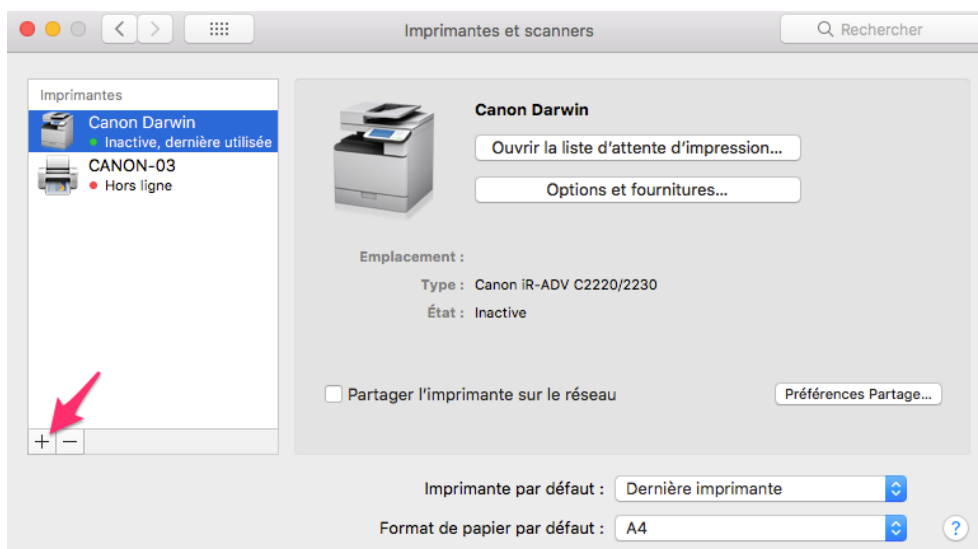 Imprimantes et scanners
Rechercher
Imprimantes
Canon Darwin
Inactive, dernière utilisée
CANON-03
Hors ligne
Canon Darwin
Ouvrir la liste d'attente d'impression...
Options et fournitures...
Emplacement :
Type : Canon iR-ADV C2220/2230
État : Inactive
Partager l'imprimante sur le réseau
Préférences Partage...
+ −
Imprimante par défaut : Dernière imprimante
Format de papier par défaut : A4
?